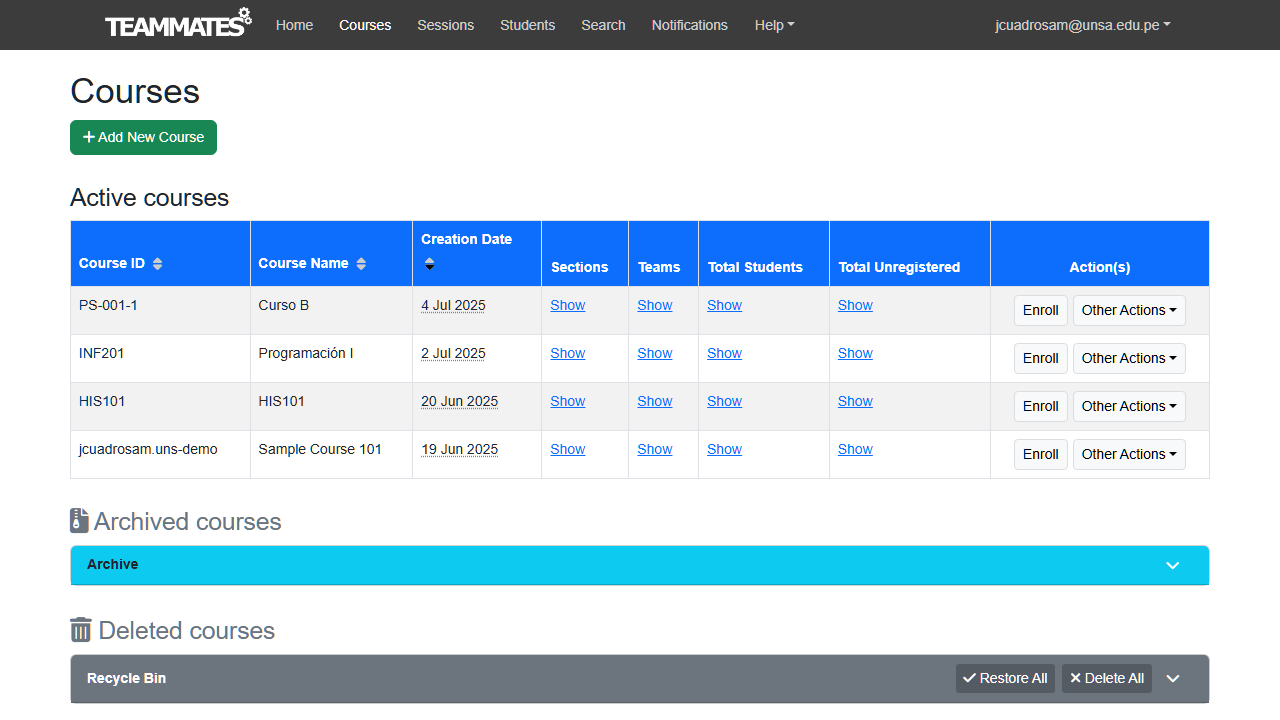 TEAMMATES Home Courses Sessions Students Search Notifications Help jcuadrosam@unsa.edu.pe
Courses
Add New Course
Active courses
Course ID Course Name Creation Date Sections Teams Total Students Total Unregistered Action(s)
PS-001-1 Curso B 4 Jul 2025 Show Show Show Show Enroll Other Actions
INF201 Programación I 2 Jul 2025 Show Show Show Show Enroll Other Actions
HIS101 HIS101 20 Jun 2025 Show Show Show Show Enroll Other Actions
jcuadrosam.uns-demo Sample Course 101 19 Jun 2025 Show Show Show Show Enroll Other Actions
Archived courses
Archive
Deleted courses
Recycle Bin Restore All Delete All